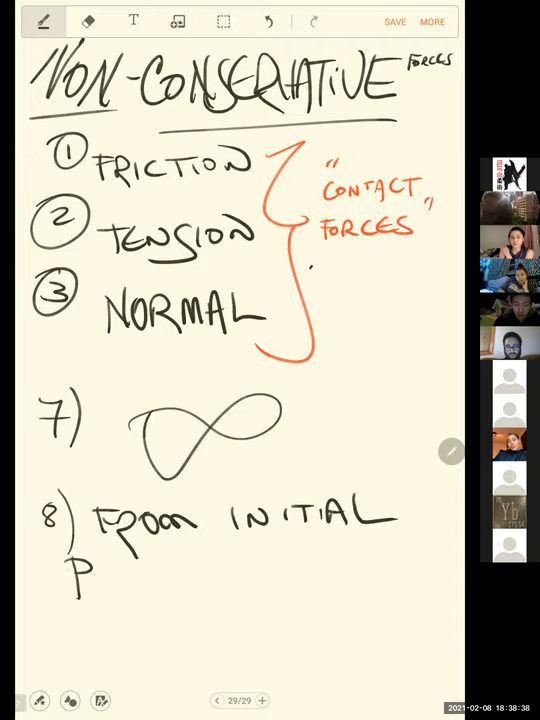 T
SAVE
MORE
NON-CONSERVATIVE FORCES
① FRICTION
② TENSION
③ NORMAL
"CONTACT"
FORCES
7)
8) FROM INITIAL
P
29/29
Yb
2021-02-08 18:38:38